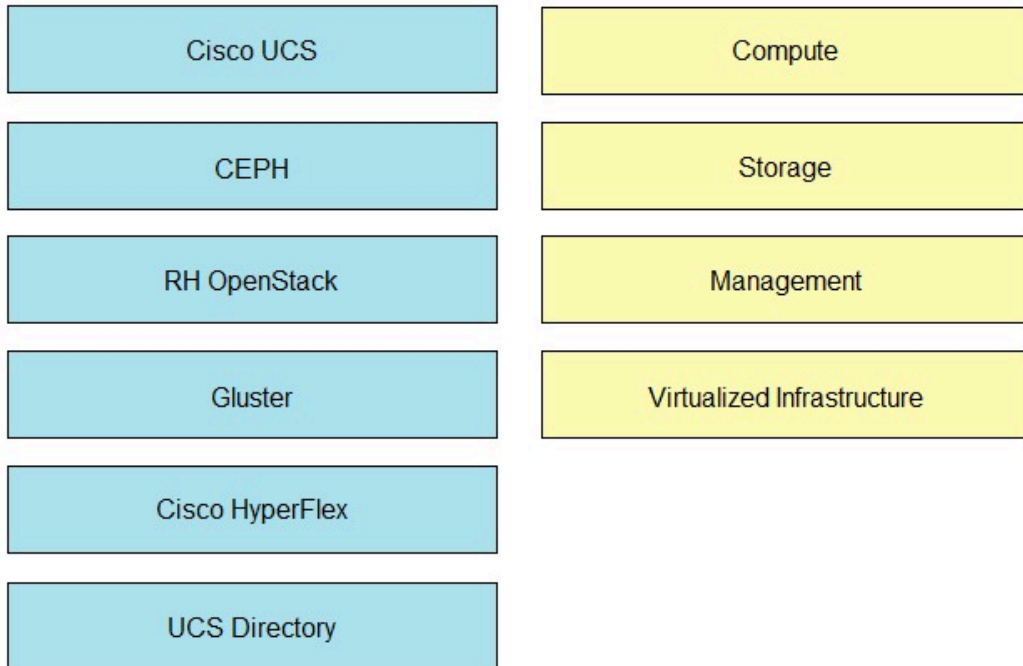 Cisco UCS
Compute
CEPH
Storage
RH OpenStack
Management
Gluster
Virtualized Infrastructure
Cisco HyperFlex
UCS Directory